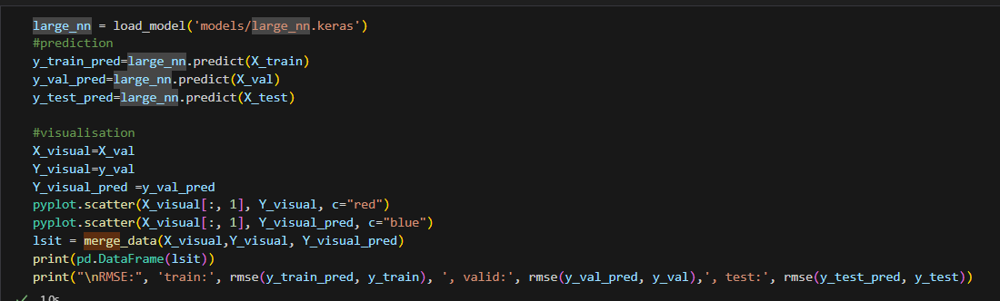 large_nn = load_model('models/large_nn.keras')
#prediction
y_train_pred=large_nn.predict(X_train)
y_val_pred=large_nn.predict(X_val)
y_test_pred=large_nn.predict(X_test)
#visualisation
X_visual=X_val
Y_visual=y_val
Y_visual_pred =y_val_pred
pyplot.scatter(X_visual[:, 1], Y_visual, c="red")
pyplot.scatter(X_visual[:, 1], Y_visual_pred, c="blue")
lsit = merge_data(X_visual,Y_visual, Y_visual_pred)
print(pd.DataFrame(lsit))
print("\nRMSE:", 'train:', rmse(y_train_pred, y_train), ', valid:', rmse(y_val_pred, y_val),', test:', rmse(y_test_pred, y_test))